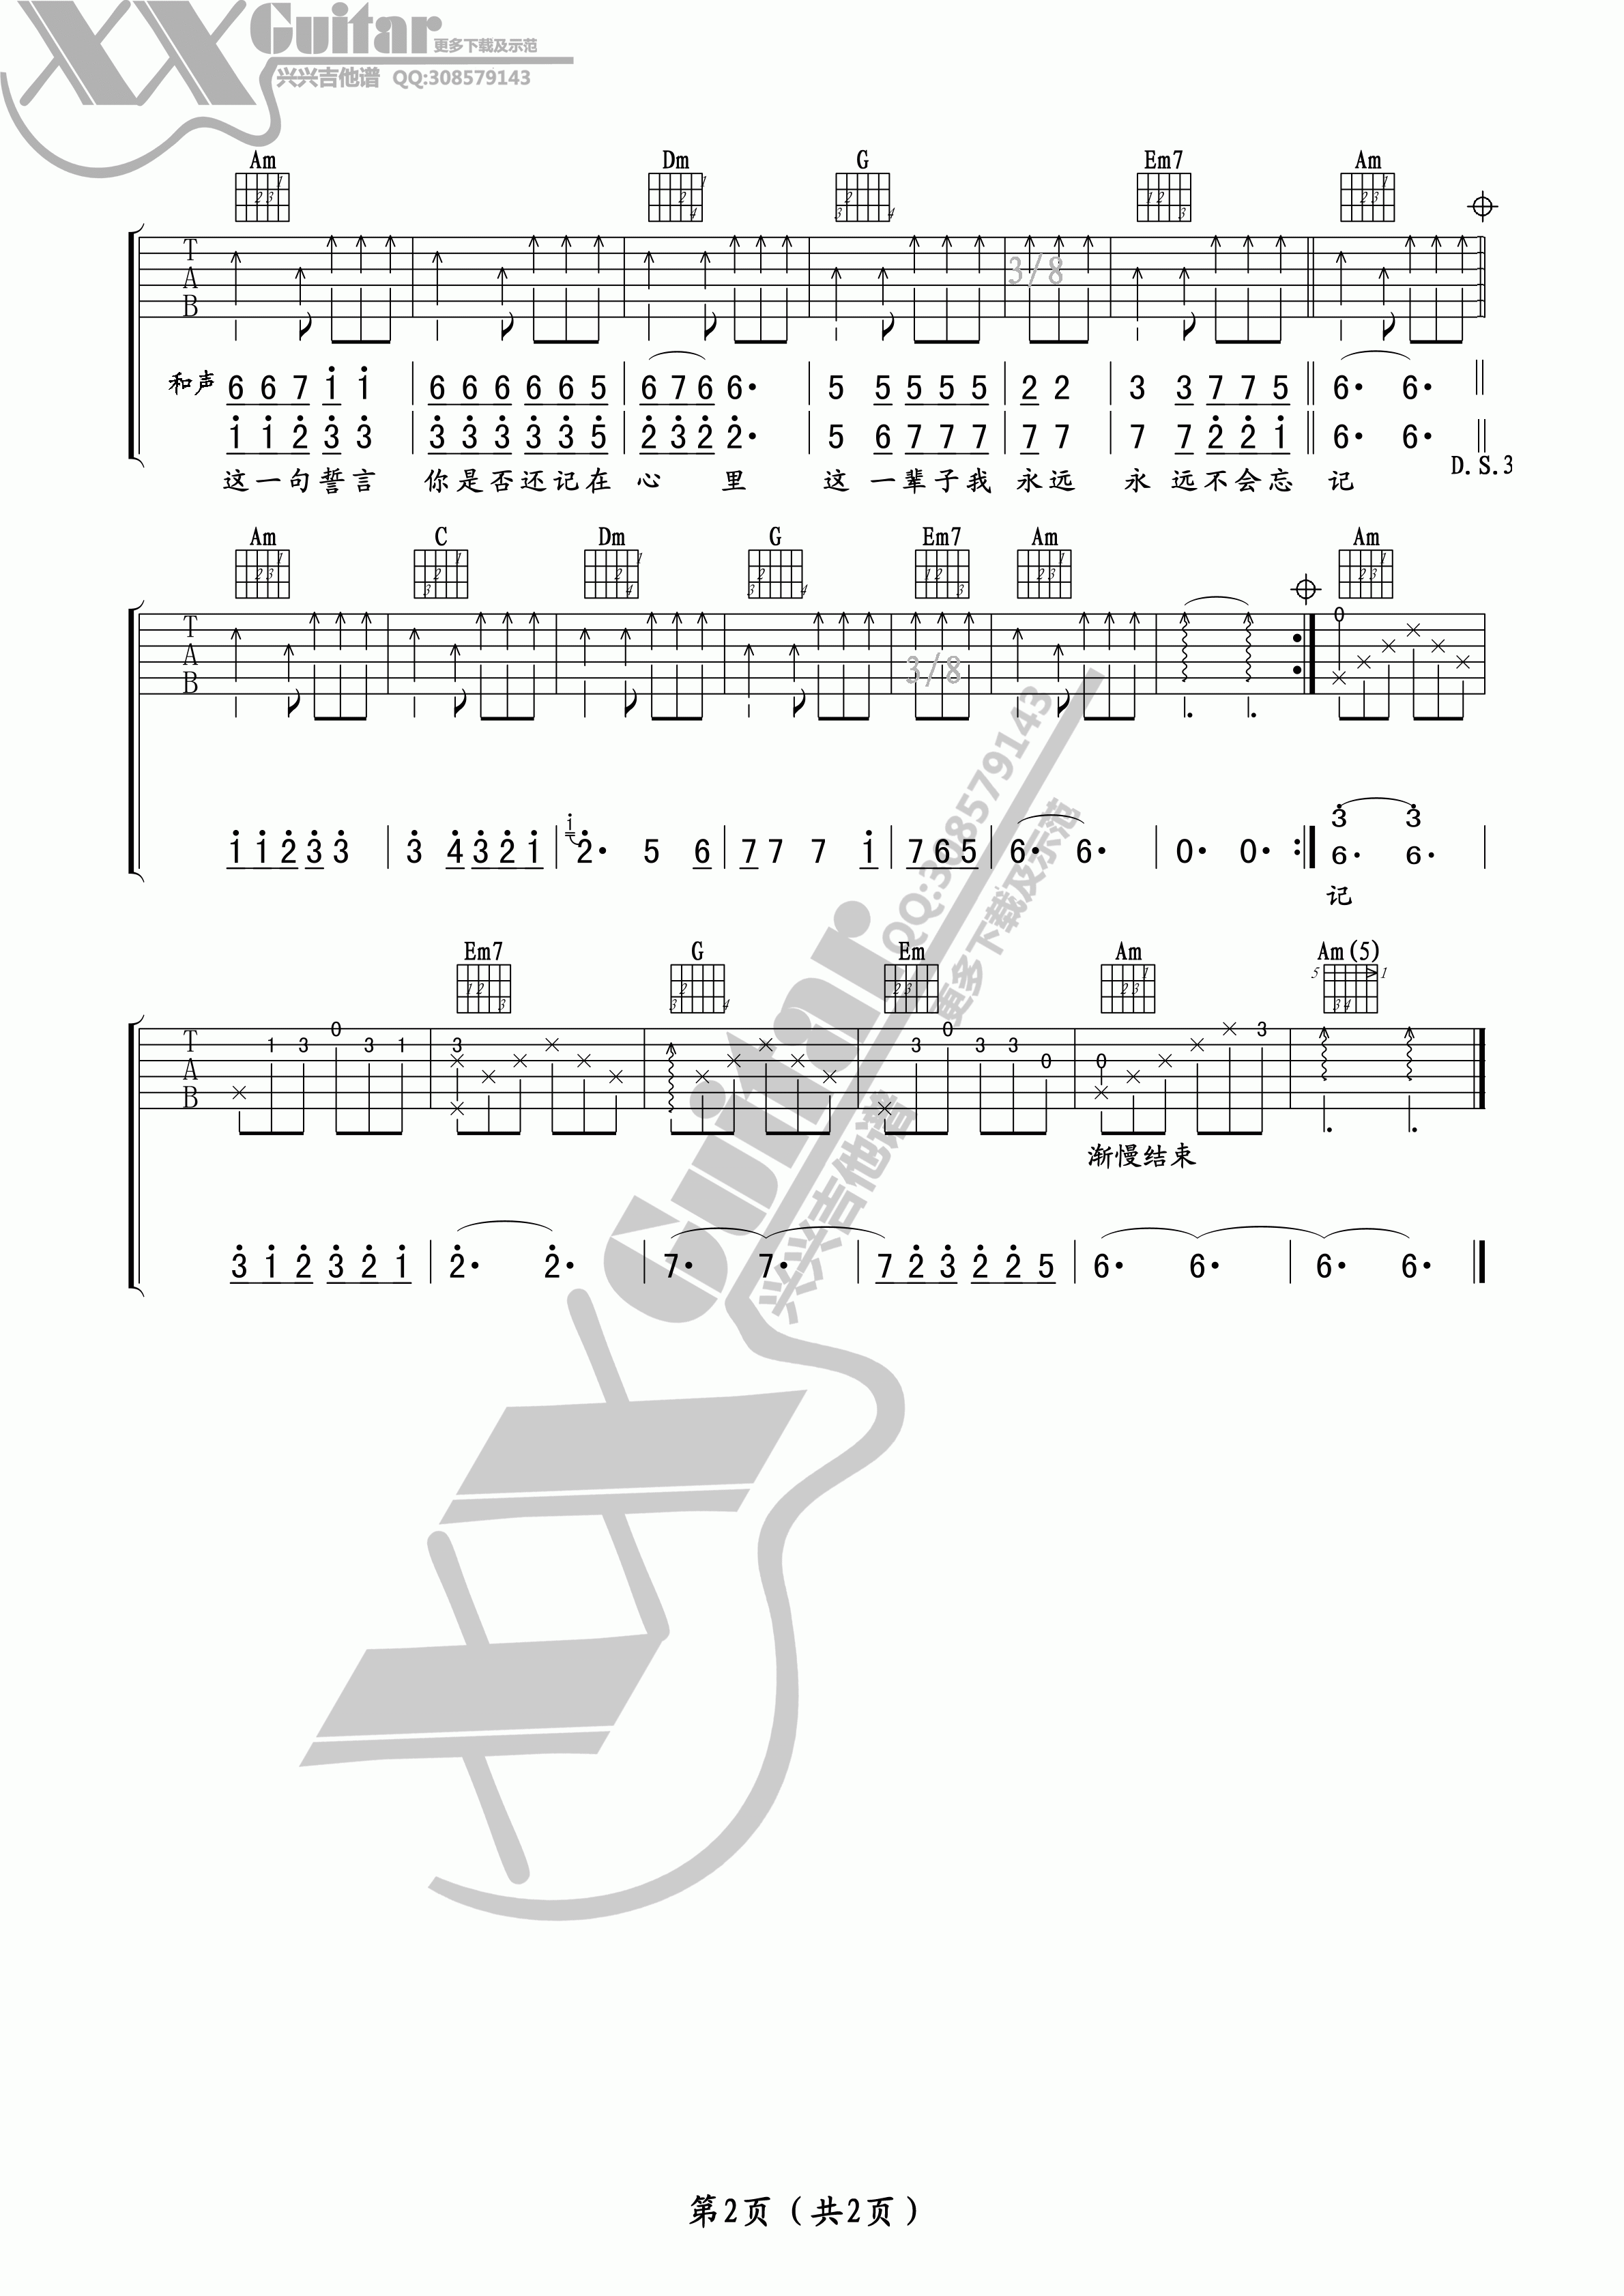 Guitar 更多下载及示范
兴兴吉他谱 QQ:308579143
Am Dm G Em7 Am
T A B 3/8
和声 6 6 7 i i | 6 6 6 6 6 5 | 6 7 6 6· | 5 5 5 5 5 | 2 2 | 3 3 7 7 5 ‖ 6· 6· ‖
i i 2̇ 3̇ 3̇ | 3̇ 3̇ 3̇ 3̇ 3̇ 5 | 2̇ 3̇ 2̇ 2̇· | 5 6 7 7 7 | 7 7 | 7 7 2̇ 2̇ i ‖ 6· 6· ‖
D.S.3
这一句誓言 你是否还记在 心 里 这 一辈子我 永远 永 远不会忘 记
Am C Dm G Em7 Am Am
T A B 3/8 0
i i 2̇ 3̇ 3̇ | 3̇ 4̇ 3̇ 2̇ i | i 2̇· 5 6 | 7 7 7 i | 7 6 5 | 6· 6· | 0· 0· :| 3̇ 3̇
6· 6· |
记
Em7 G Em Am Am(5)
T A B 1 3 0 3 1 3 3 0 3 3 0 0 3
渐慢结束
3̇ i 2̇ 3̇ 2̇ i | 2̇· 2̇· | 7· 7· | 7 2̇ 3̇ 2̇ 2̇ 5 | 6· 6· | 6· 6· ‖
Guitar 更多下载及示范
兴兴吉他谱 QQ:308579143
第2页（共2页）